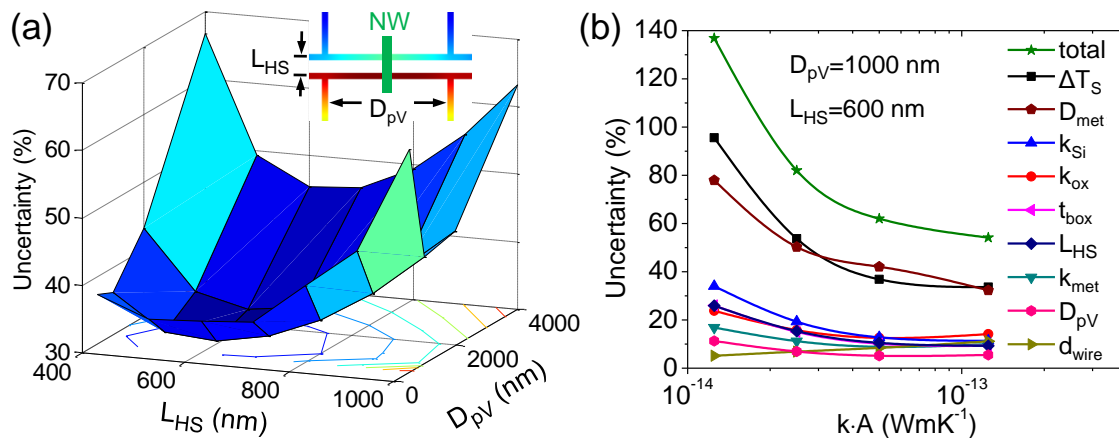 (a)
NW
L_HS
D_pV
70
60
50
40
30
Uncertainty (%)
400
600
800
1000
L_HS (nm)
0
2000
4000
D_pV (nm)
(b)
140
120
100
80
60
40
20
0
Uncertainty (%)
D_pV=1000 nm
L_HS=600 nm
total
ΔT_S
D_met
k_Si
k_ox
t_box
L_HS
k_met
D_pV
d_wire
10^-14
10^-13
k·A (WmK^-1)